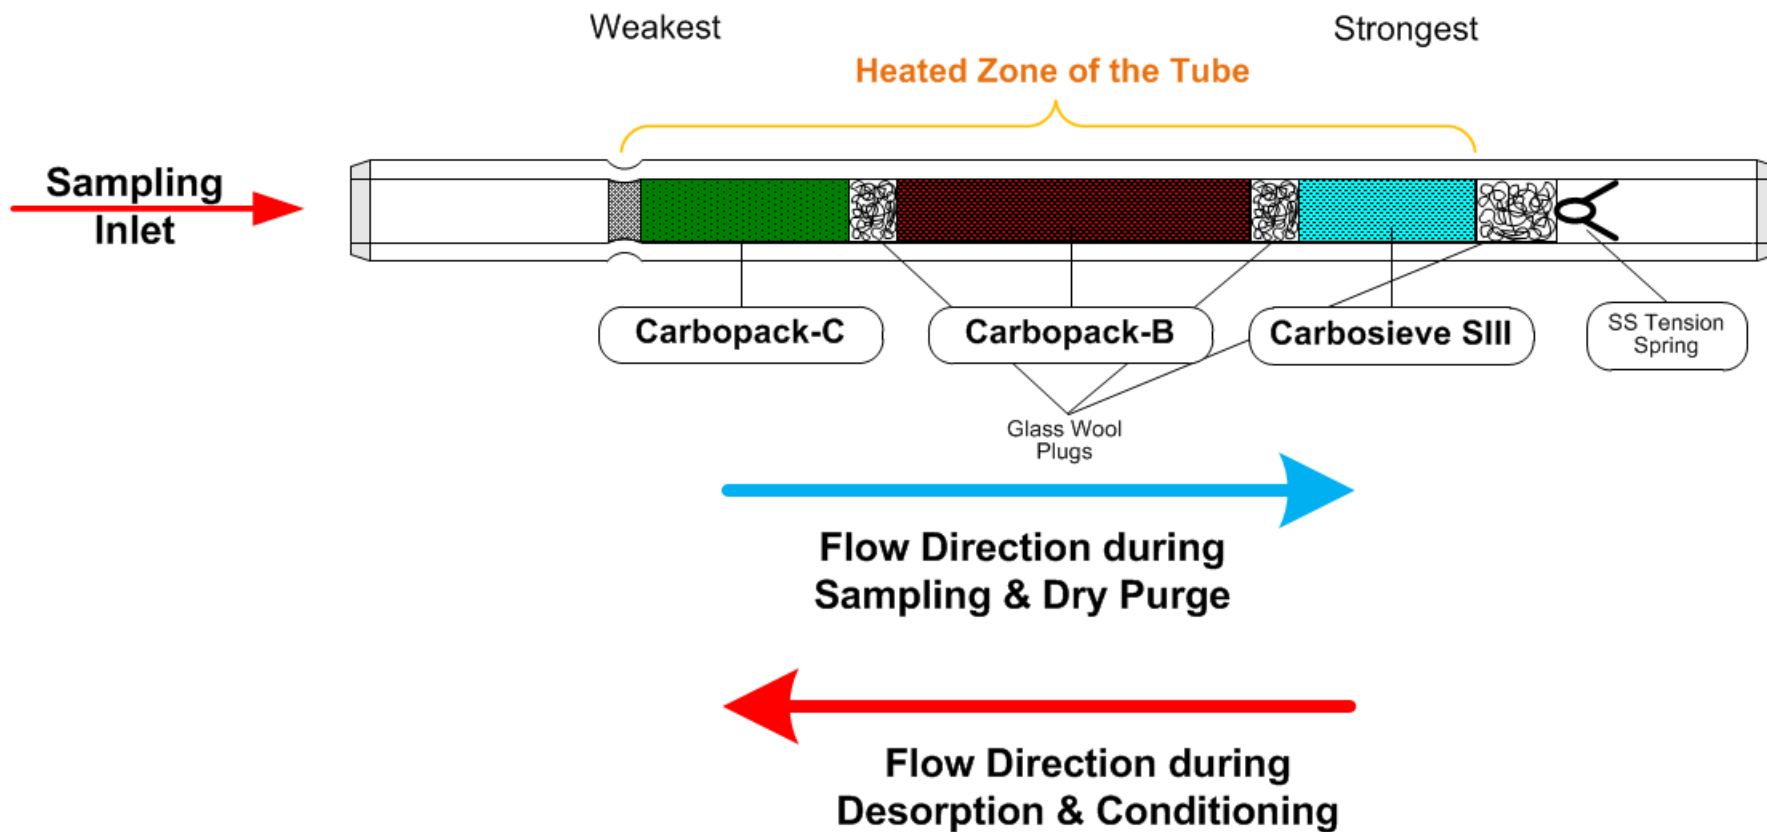 Weakest
Strongest
Heated Zone of the Tube
Sampling
Inlet
Carbopack-C
Carbopack-B
Carbosieve SIII
SS Tension
Spring
Glass Wool
Plugs
Flow Direction during
Sampling & Dry Purge
Flow Direction during
Desorption & Conditioning